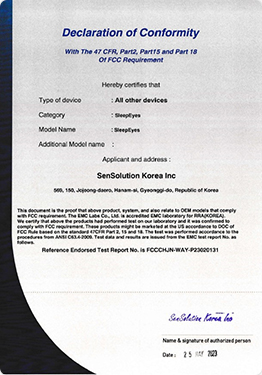 Declaration of Conformity
With The 47 CFR, Part2, Part15 and Part 18
Of FCC Requirement
Hereby certifies that
Type of device : All other devices
Category : SleepEyes
Model Name : SleepEyes
Additional Model name :
Applicant and address :
SenSolution Korea Inc
565, 150, Jojeong-daero, Hanam-si, Gyeonggi-do, Republic of Korea
This document is the proof that above product, system, and also relate to OEM models that comply
with FCC requirement. The EMC Labs Co., Ltd. is accredited EMC laboratory for RRA(KOREA).
We certify that above the products had performed test on our laboratory and it was confirmed to
comply with FCC requirement. These products might be marketed at the US accordance to DOC of
FCC Rule based on the standard 47CFR Part 2, 15 and 18. The test was performed accordance to the
procedures from ANSI C63.4-2009. Test data and results are issued from the EMC test report No. as
follows.
Reference Endorsed Test Report No. is FCCCHJN-WAY-P23020131
SenSolution Korea Inc
Name & signature of authorized person
Date : 25 MAY 2023